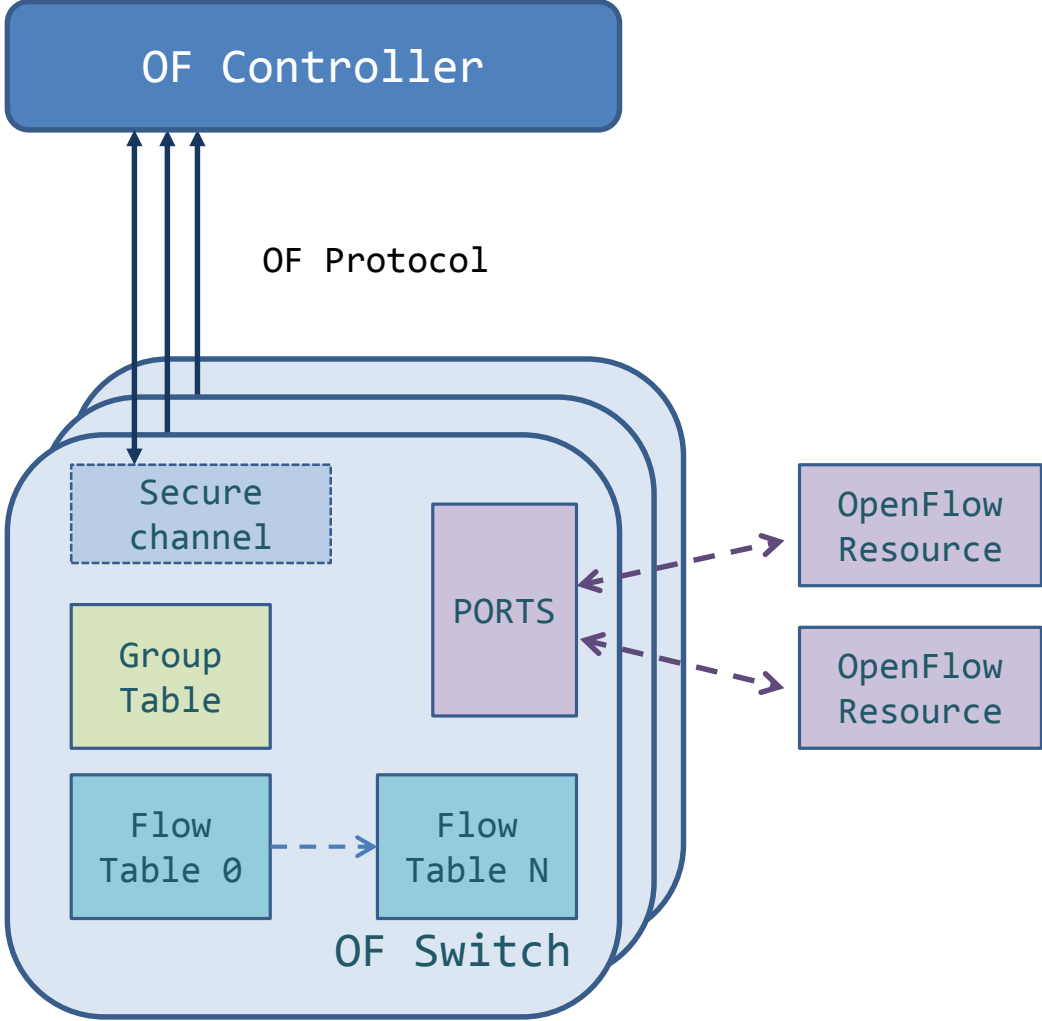 OF Controller
OF Protocol
Secure
channel
PORTS
OpenFlow
Resource
OpenFlow
Resource
Group
Table
Flow
Table 0
Flow
Table N
OF Switch